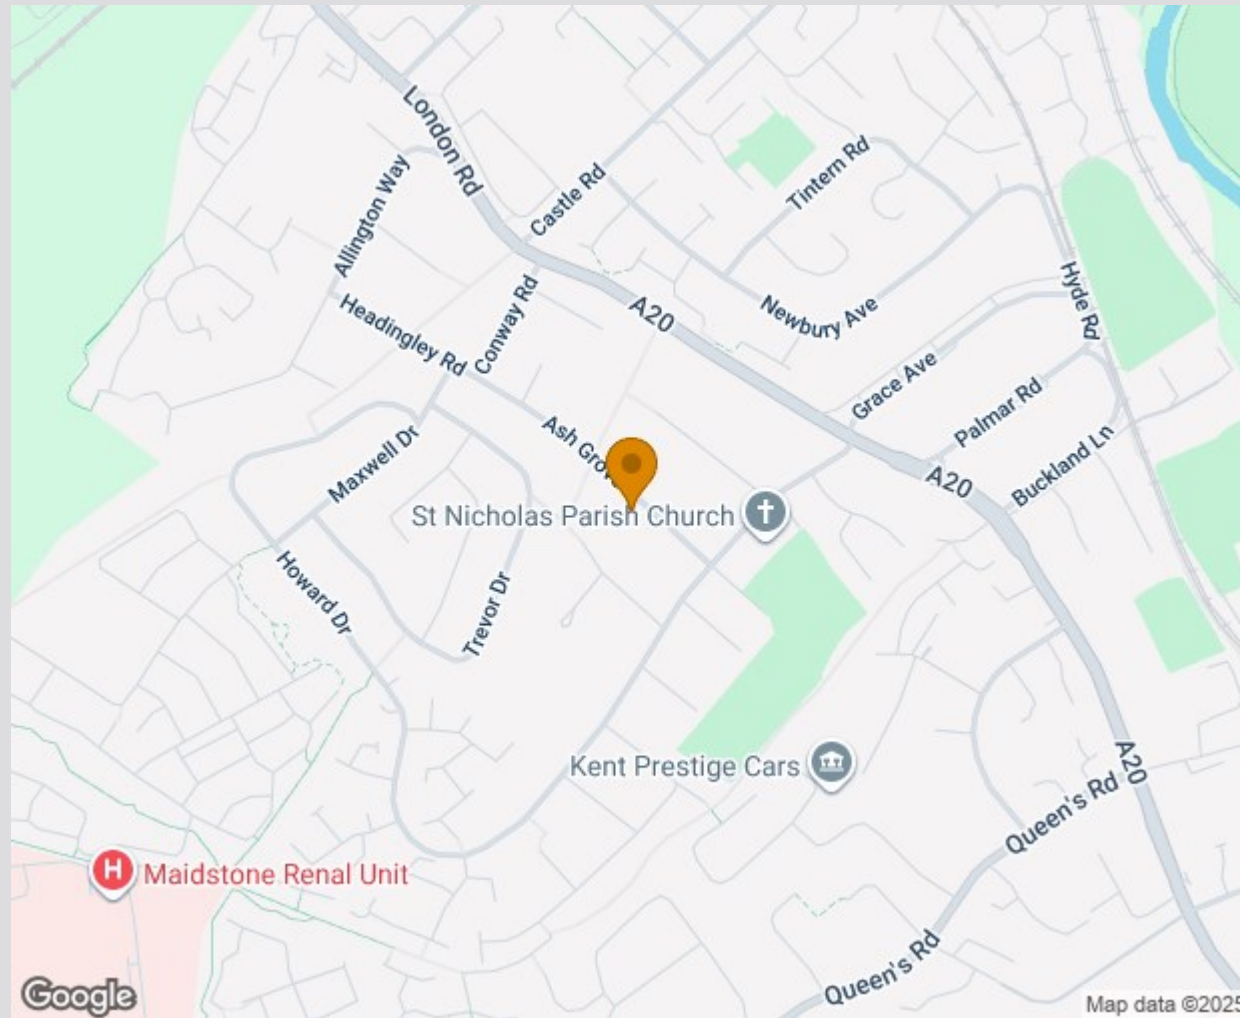 London Rd
Allington Way
Castle Rd
Tintern Rd
Headingley Rd
Conway Rd
A20
Newbury Ave
Hyde Rd
Grace Ave
Palmar Rd
Buckland Ln
A20
Maxwell Dr
Ash Grove
St Nicholas Parish Church
Howard Dr
Trevor Dr
Kent Prestige Cars
A20
Queen's Rd
H
Maidstone Renal Unit
Queen's Rd
Google
Map data ©2025